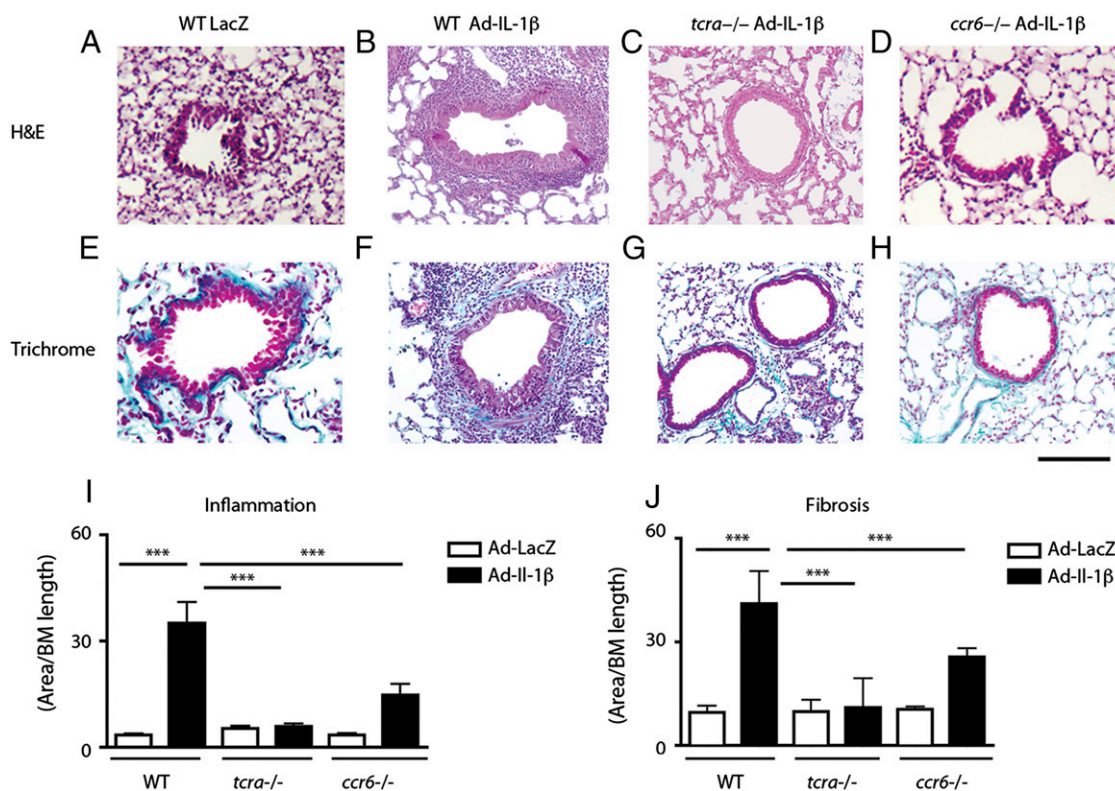 WT LacZ WT Ad-IL-1β tcra–/– Ad-IL-1β ccr6–/– Ad-IL-1β
A B C D
H&E
E F G H
Trichrome
I J
Inflammation Fibrosis
60 60
*** *** *** ***
Ad-LacZ Ad-LacZ
*** ***
Ad-Il-1β Ad-Il-1β
(Area/BM length) (Area/BM length)
30 30
0 0
WT tcra-/- ccr6-/- WT tcra-/- ccr6-/-